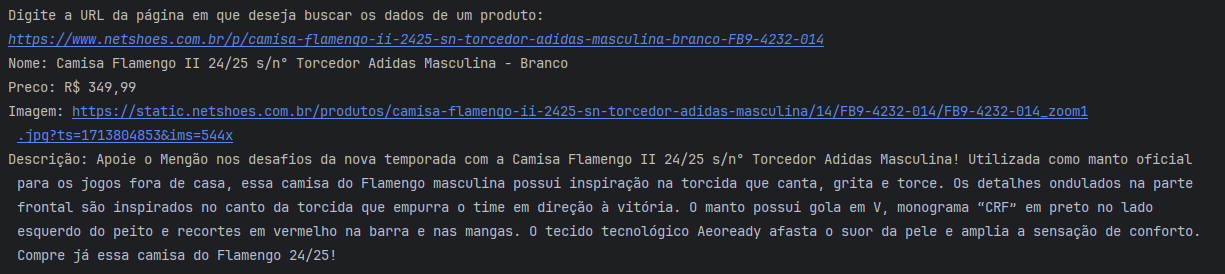 Digite a URL da página em que deseja buscar os dados de um produto:
https://www.netshoes.com.br/p/camisa-flamengo-ii-2425-sn-torcedor-adidas-masculina-branco-FB9-4232-014
Nome: Camisa Flamengo II 24/25 s/n° Torcedor Adidas Masculina - Branco
Preco: R$ 349,99
Imagem: https://static.netshoes.com.br/produtos/camisa-flamengo-ii-2425-sn-torcedor-adidas-masculina/14/FB9-4232-014/FB9-4232-014_zoom1
.jpg?ts=1713804853&ims=544x
Descrição: Apoie o Mengão nos desafios da nova temporada com a Camisa Flamengo II 24/25 s/n° Torcedor Adidas Masculina! Utilizada como manto oficial
para os jogos fora de casa, essa camisa do Flamengo masculina possui inspiração na torcida que canta, grita e torce. Os detalhes ondulados na parte
frontal são inspirados no canto da torcida que empurra o time em direção à vitória. O manto possui gola em V, monograma “CRF” em preto no lado
esquerdo do peito e recortes em vermelho na barra e nas mangas. O tecido tecnológico Aeoready afasta o suor da pele e amplia a sensação de conforto.
Compre já essa camisa do Flamengo 24/25!